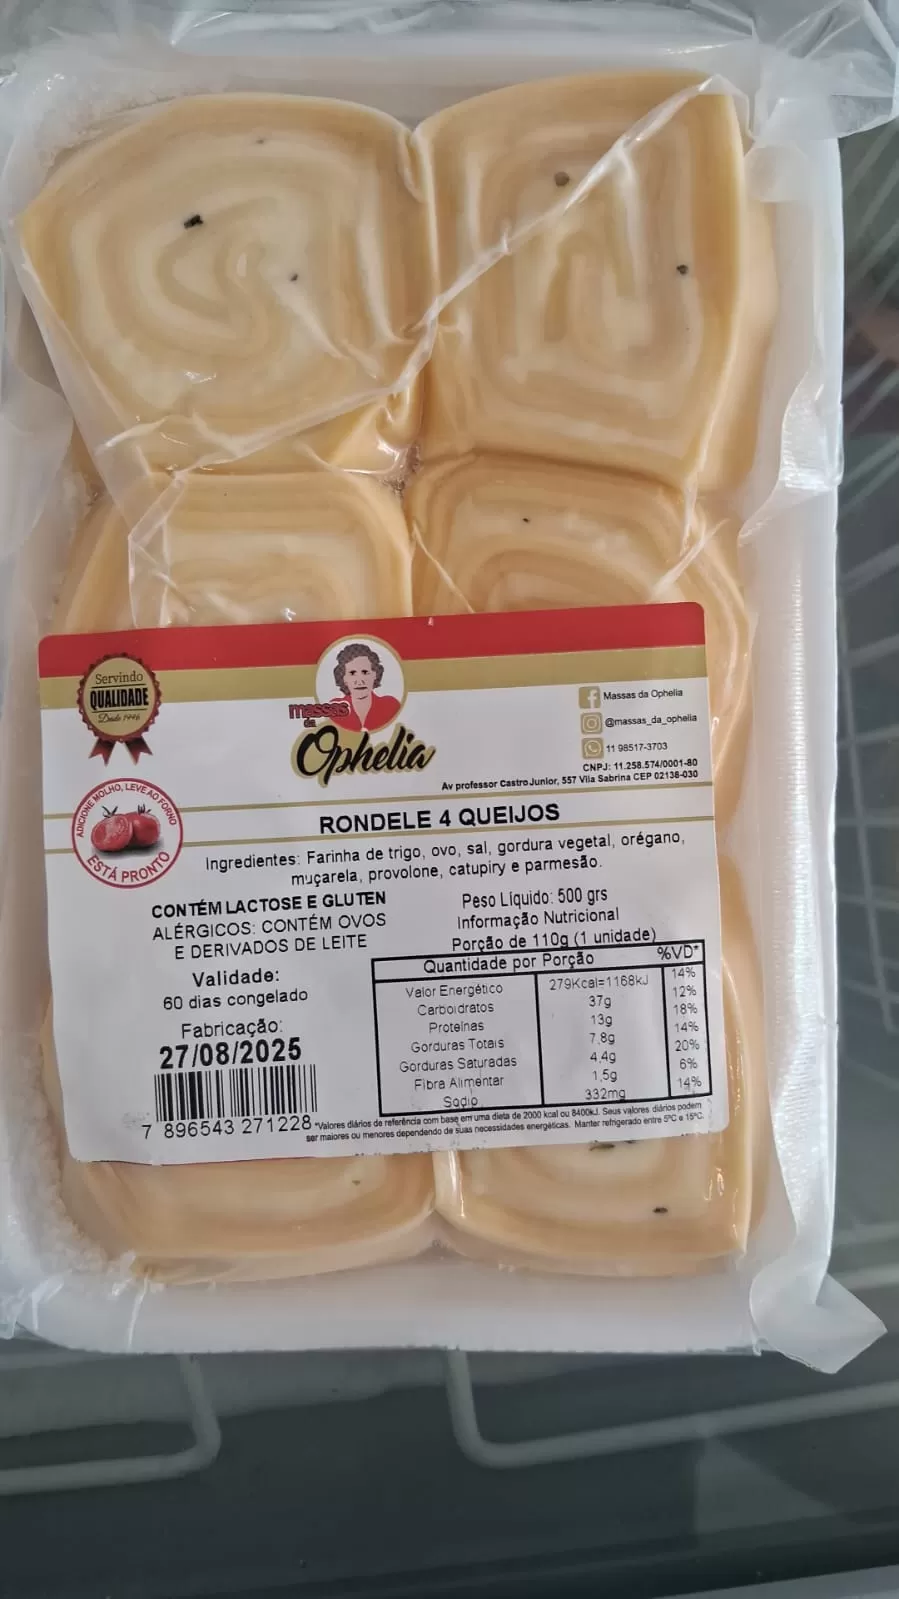 Servindo
QUALIDADE
Desde 1946
massas
da
Ophelia
Massas da Ophelia
@massas_da_ophelia
11 98517-3703
CNPJ: 11.258.574/0001-80
Av professor Castro Junior, 557 Vila Sabrina CEP 02138-030
ADICIONE MOLHO, LEVE AO FORNO
ESTÁ PRONTO
RONDELE 4 QUEIJOS
Ingredientes: Farinha de trigo, ovo, sal, gordura vegetal, orégano,
muçarela, provolone, catupiry e parmesão.
CONTÉM LACTOSE E GLUTEN
ALÉRGICOS: CONTÉM OVOS
E DERIVADOS DE LEITE
Validade:
60 dias congelado
Fabricação:
27/08/2025
7 896543 271228
Peso Líquido: 500 grs
Informação Nutricional
Porção de 110g (1 unidade)
Quantidade por Porção %VD*
Valor Energético 279Kcal=1168kJ 14%
Carboidratos 37g 12%
Proteínas 13g 18%
Gorduras Totais 7,8g 14%
Gorduras Saturadas 4,4g 20%
Fibra Alimentar 1,5g 6%
Sodio 332mg 14%
*Valores diários de referência com base em uma dieta de 2000 kcal ou 8400kJ. Seus valores diários podem
ser maiores ou menores dependendo de suas necessidades energéticas. Manter refrigerado entre 5ºC e 15ºC.